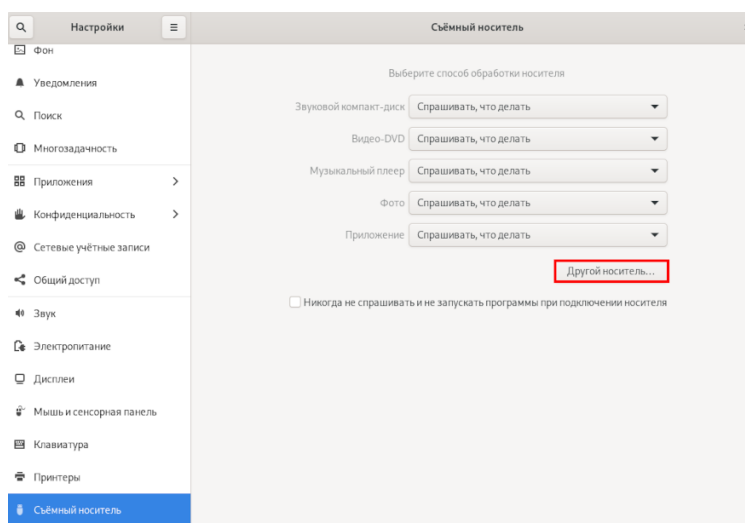 Настройки
Съёмный носитель
Фон
Уведомления
Поиск
Многозадачность
Приложения
Конфиденциальность
Сетевые учётные записи
Общий доступ
Звук
Электропитание
Дисплеи
Мышь и сенсорная панель
Клавиатура
Принтеры
Съёмный носитель
Выберите способ обработки носителя
Звуковой компакт-диск Спрашивать, что делать
Видео-DVD Спрашивать, что делать
Музыкальный плеер Спрашивать, что делать
Фото Спрашивать, что делать
Приложение Спрашивать, что делать
Другой носитель...
Никогда не спрашивать и не запускать программы при подключении носителя